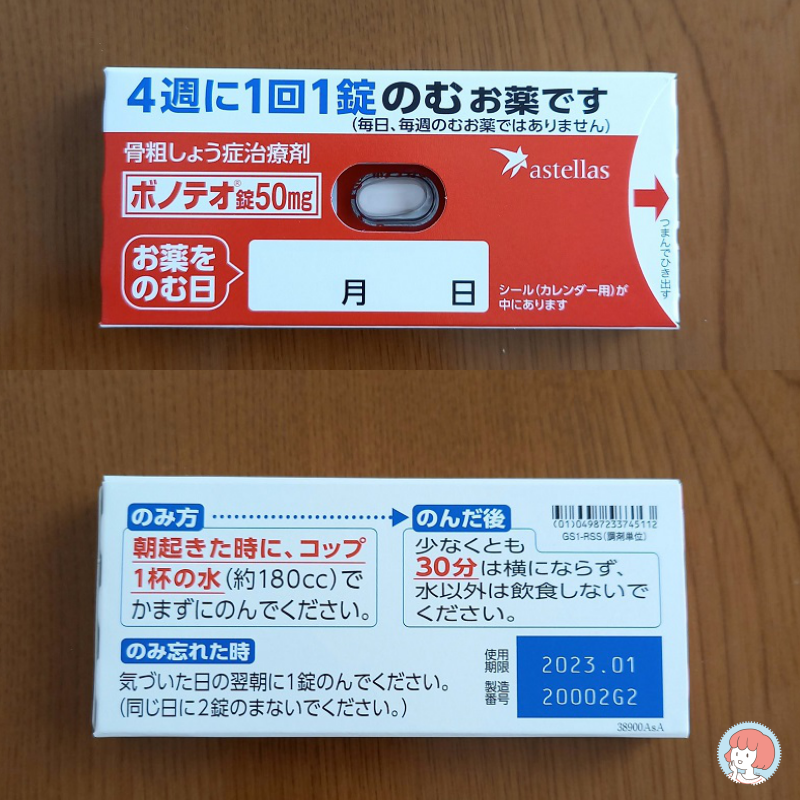 4週に1回1錠のむお薬です
(毎日、毎週のむお薬ではありません)
骨粗しょう症治療剤
astellas
ボノテオ®錠50mg
お薬を
のむ日
月 日
シール(カレンダー用)が
中にあります
つまんでひき出す
のみ方
朝起きた時に、コップ
1杯の水(約180cc)で
かまずにのんでください。
のんだ後
少なくとも
30分は横にならず、
水以外は飲食しないで
ください。
(01)04987233745112
GS1-RSS(調剤単位)
のみ忘れた時
気づいた日の翌朝に1錠のんでください。
(同じ日に2錠のまないでください。)
使用
期限
2023.01
製造
番号
20002G2
38900AsA